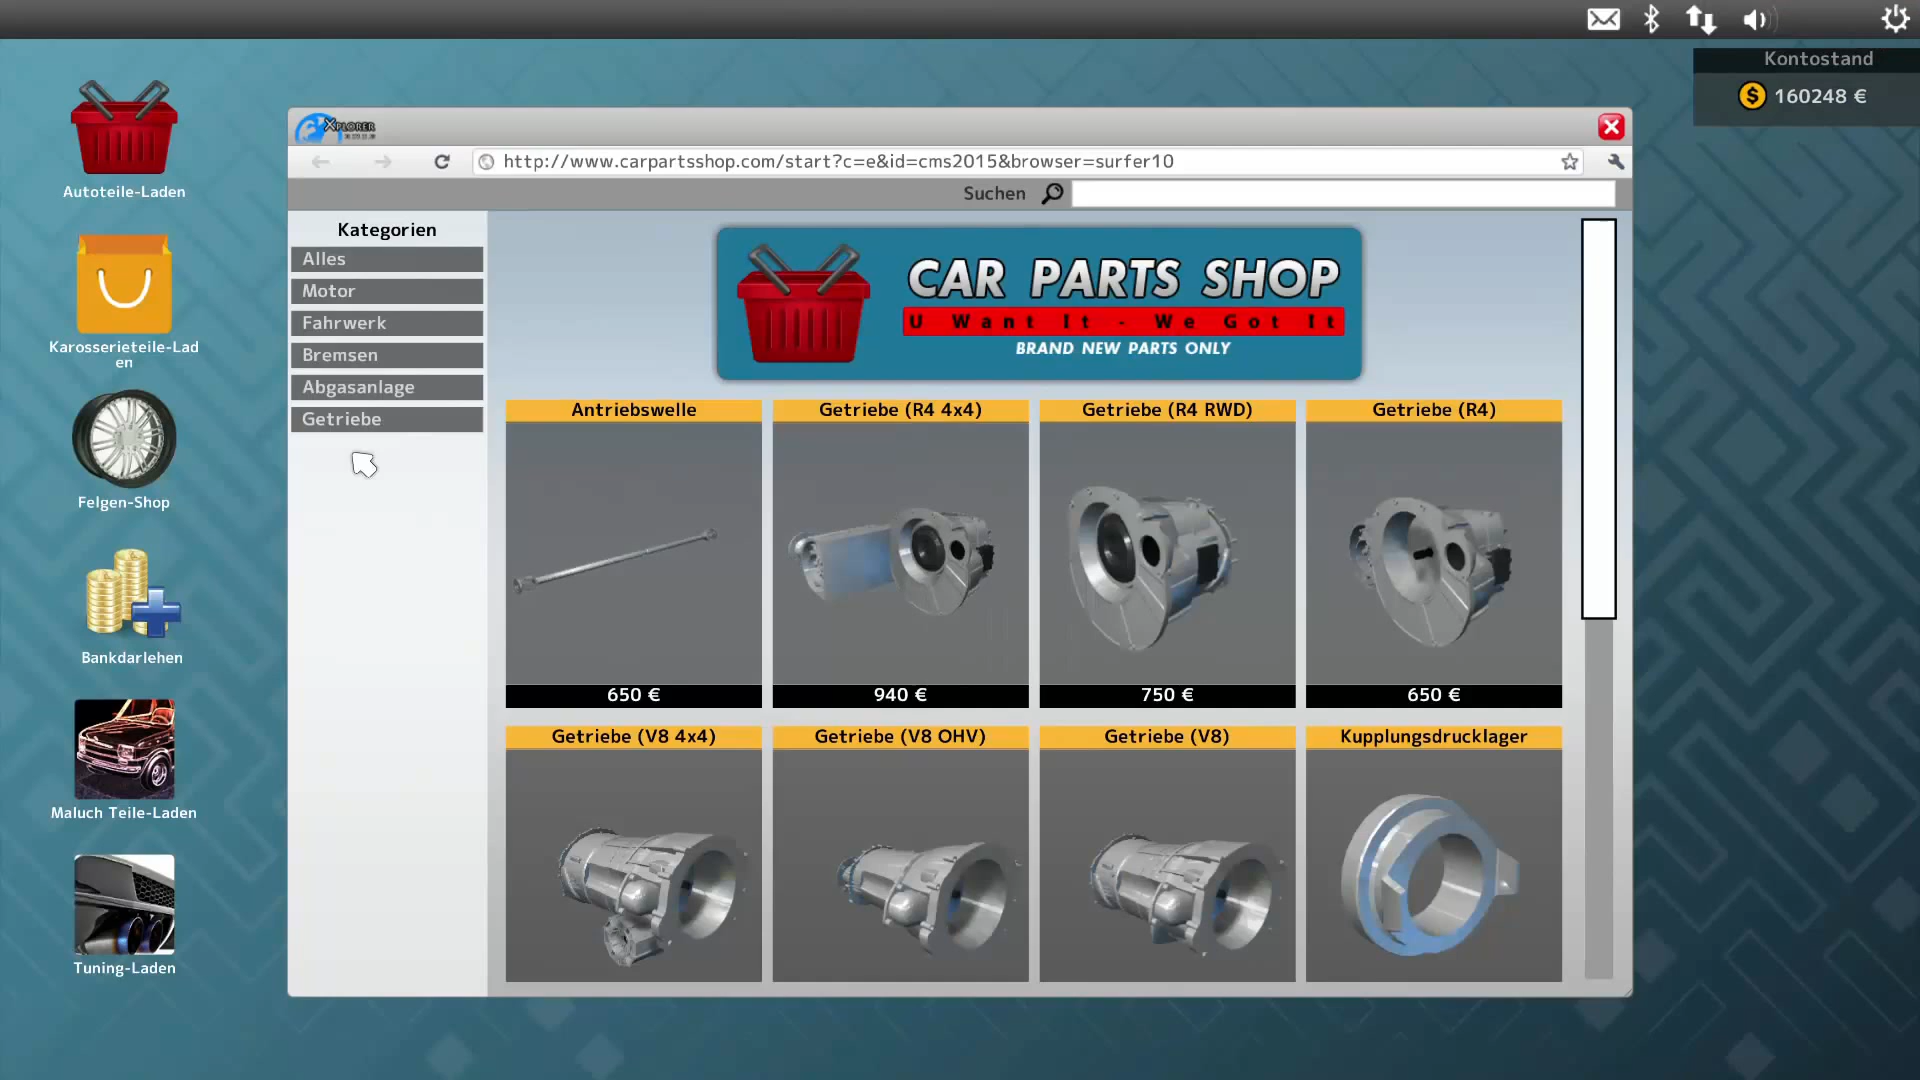 Kontostand
160248 €
Autoteile-Laden
Karosserieteile-Lad
en
Felgen-Shop
Bankdarlehen
Maluch Teile-Laden
Tuning-Laden
XPLORER
http://www.carpartsshop.com/start?c=e&id=cms2015&browser=surfer10
Suchen
Kategorien
Alles
Motor
Fahrwerk
Bremsen
Abgasanlage
Getriebe
CAR PARTS SHOP
U Want It - We Got It
BRAND NEW PARTS ONLY
Antriebswelle
Getriebe (R4 4x4)
Getriebe (R4 RWD)
Getriebe (R4)
650 €
940 €
750 €
650 €
Getriebe (V8 4x4)
Getriebe (V8 OHV)
Getriebe (V8)
Kupplungsdrucklager